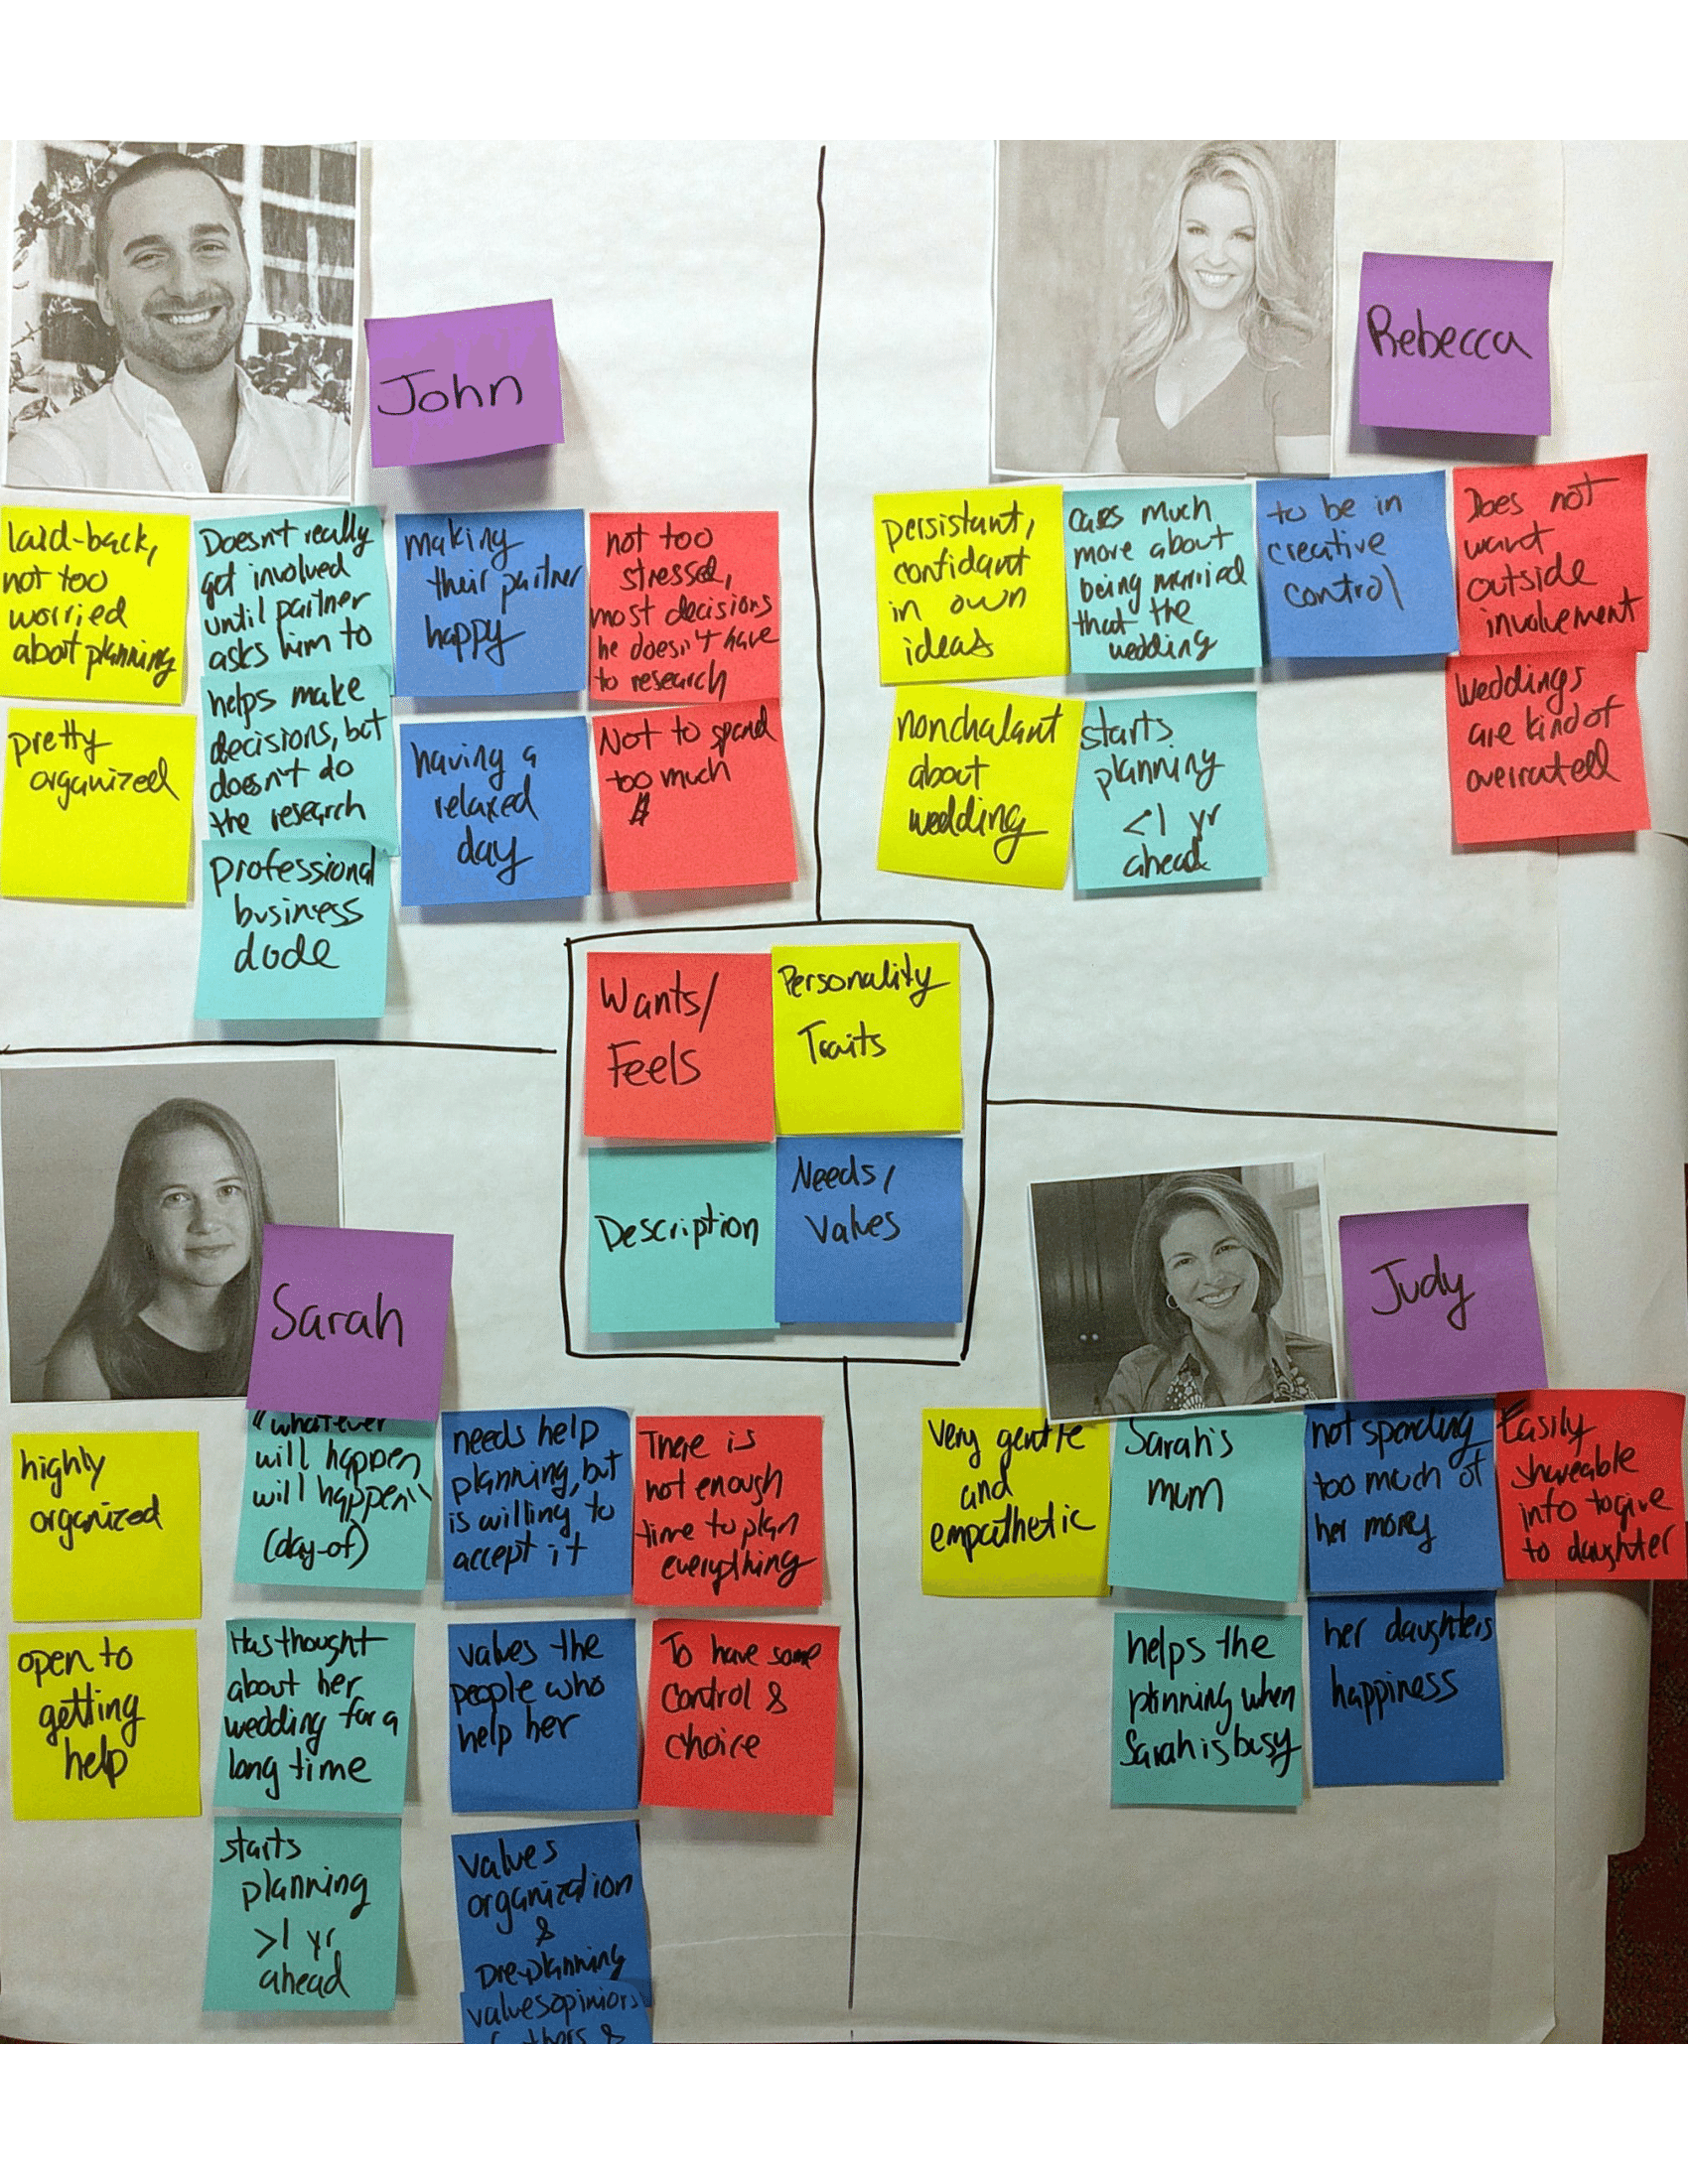 John
laid-back,
not too
worried
about planning
pretty
organized
Doesn't really
get involved
until partner
asks him to
helps make
decisions, but
doesn't do
the research
professional
business
dude
making
their partner
happy
having a
relaxed
day
not too
stressed,
most decisions
he doesn't have
to research
Not to spend
too much
$
Rebecca
persistant,
confidant
in own
ideas
nonchalant
about
wedding
cares much
more about
being married
that the
wedding
starts
planning
<1 yr
ahead
to be in
creative
control
Does not
want
outside
involvement
Weddings
are kind of
overrated
Wants/
Feels
Personality
Traits
Description
Needs/
Values
Sarah
highly
organized
open to
getting
help
"whatever
will happen
will happen"
(day-of)
Has thought
about her
wedding for a
long time
starts
planning
>1 yr
ahead
needs help
planning, but
is willing to
accept it
values the
people who
help her
values
organization
&
pre-planning
values opinions
There is
not enough
time to plan
everything
To have some
control &
choice
Judy
very gentle
and
empathetic
Sarah's
mum
helps the
planning when
Sarah is busy
not spending
too much of
her money
her daughter's
happiness
Easily
shareable
info to give
to daughter